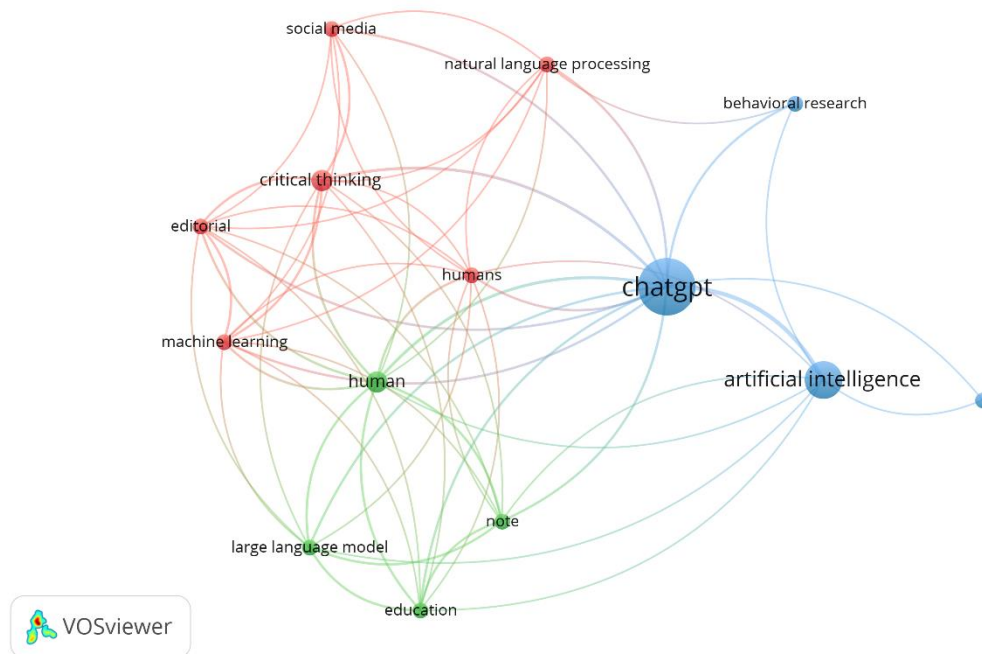 social media
natural language processing
behavioral research
critical thinking
editorial
humans
chatgpt
machine learning
human
artificial intelligence
note
large language model
education
VOSviewer